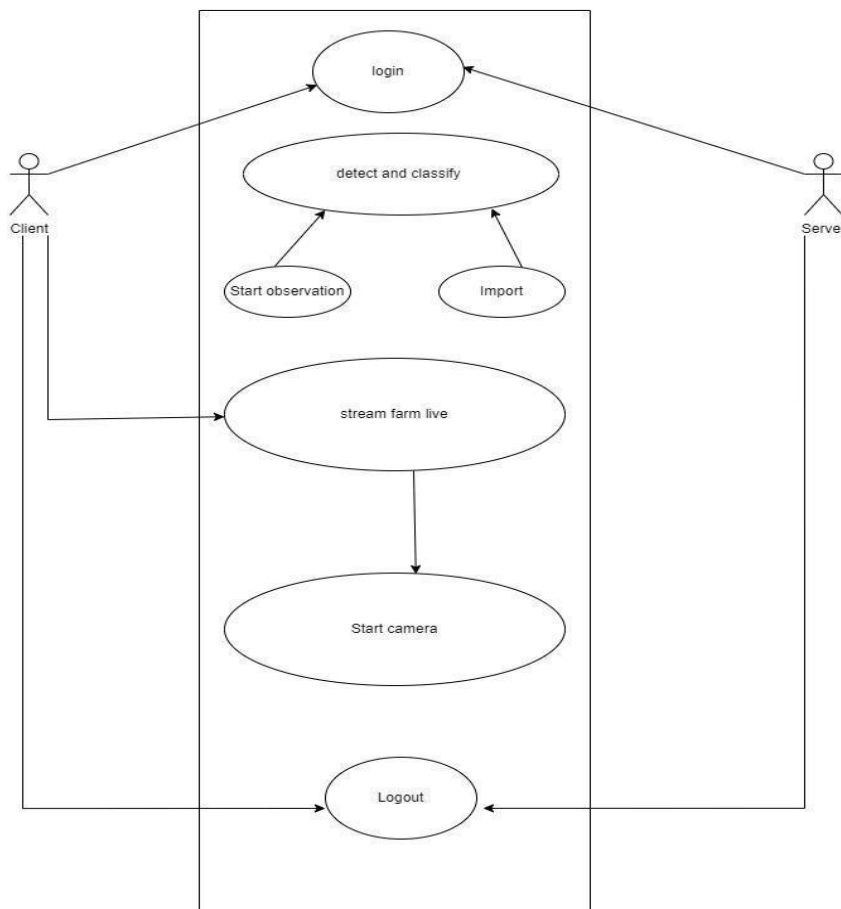 login
detect and classify
Client
Serve
Start observation
Import
stream farm live
Start camera
Logout